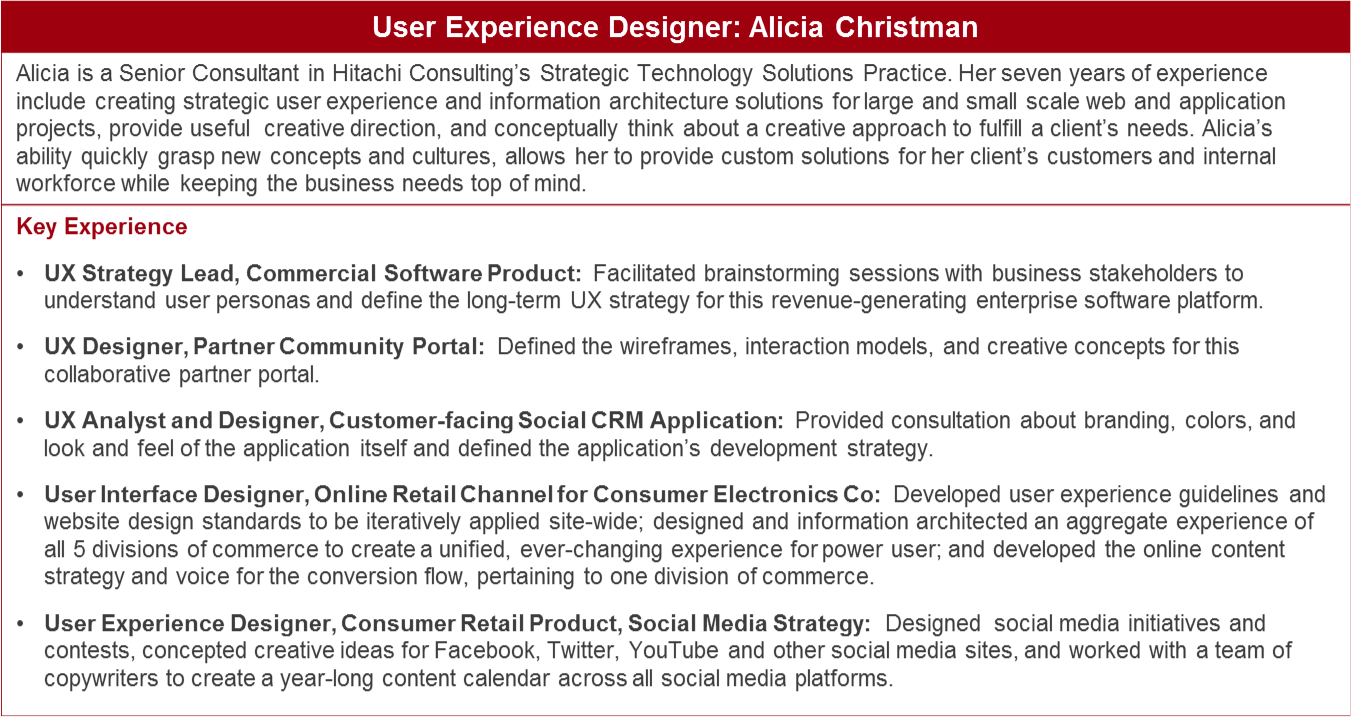 User Experience Designer: Alicia Christman
Alicia is a Senior Consultant in Hitachi Consulting’s Strategic Technology Solutions Practice. Her seven years of experience
include creating strategic user experience and information architecture solutions for large and small scale web and application
projects, provide useful creative direction, and conceptually think about a creative approach to fulfill a client’s needs. Alicia’s
ability quickly grasp new concepts and cultures, allows her to provide custom solutions for her client’s customers and internal
workforce while keeping the business needs top of mind.
Key Experience
• UX Strategy Lead, Commercial Software Product: Facilitated brainstorming sessions with business stakeholders to
understand user personas and define the long-term UX strategy for this revenue-generating enterprise software platform.
• UX Designer, Partner Community Portal: Defined the wireframes, interaction models, and creative concepts for this
collaborative partner portal.
• UX Analyst and Designer, Customer-facing Social CRM Application: Provided consultation about branding, colors, and
look and feel of the application itself and defined the application’s development strategy.
• User Interface Designer, Online Retail Channel for Consumer Electronics Co: Developed user experience guidelines and
website design standards to be iteratively applied site-wide; designed and information architected an aggregate experience of
all 5 divisions of commerce to create a unified, ever-changing experience for power user; and developed the online content
strategy and voice for the conversion flow, pertaining to one division of commerce.
• User Experience Designer, Consumer Retail Product, Social Media Strategy: Designed social media initiatives and
contests, concepted creative ideas for Facebook, Twitter, YouTube and other social media sites, and worked with a team of
copywriters to create a year-long content calendar across all social media platforms.